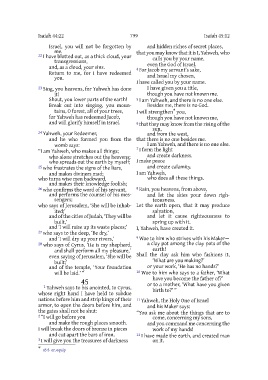 Isaiah 44:22 799 Isaiah 45:12
Israel, you will not be forgotten by
me.
22 I have blotted out, as a thick cloud, your
transgressions,
and, as a cloud, your sins.
Return to me, for I have redeemed
you.
23 Sing, you heavens, for Yahweh has done
it!
Shout, you lower parts of the earth!
Break out into singing, you moun-
tains, O forest, all of your trees,
for Yahweh has redeemed Jacob,
and will glorify himself in Israel.
24 Yahweh, your Redeemer,
and he who formed you from the
womb says:
"I am Yahweh, who makes all things;
who alone stretches out the heavens;
who spreads out the earth by myself;
25 who frustrates the signs of the liars,
and makes diviners mad;
who turns wise men backward,
and makes their knowledge foolish;
26 who confirms the word of his servant,
and performs the counsel of his mes-
sengers;
who says of Jerusalem, 'She will be inhab-
ited;'
and of the cities of Judah, 'They will be
built,'
and 'I will raise up its waste places;'
27 who says to the deep, 'Be dry,'
and 'I will dry up your rivers,'
28 who says of Cyrus, 'He is my shepherd,
and shall perform all my pleasure,'
even saying of Jerusalem, 'She will be
built;'
and of the temple, 'Your foundation
will be laid.'"
45
1 Yahweh says to his anointed, to Cyrus,
whose right hand I have held to subdue
nations before him and strip kings of their
armor, to open the doors before him, and
the gates shall not be shut:
2 "I will go before you
and make the rough places smooth.
I will break the doors of bronze in pieces
and cut apart the bars of iron.
3 I will give you the treasures of darkness
and hidden riches of secret places,
that you may know that it is I, Yahweh, who
calls you by your name,
even the God of Israel.
4 For Jacob my servant's sake,
and Israel my chosen,
I have called you by your name.
I have given you a title,
though you have not known me.
5 I am Yahweh, and there is no one else.
Besides me, there is no God.
I will strengthen you,
though you have not known me,
6 that they may know from the rising of the
sun,
and from the west,
that there is no one besides me.
I am Yahweh, and there is no one else.
7 I form the light
and create darkness.
I make peace
and create calamity.
I am Yahweh,
who does all these things.
8 Rain, you heavens, from above,
and let the skies pour down righ-
teousness.
Let the earth open, that it may produce
salvation,
and let it cause righteousness to
spring up with it.
I, Yahweh, have created it.
9 Woe to him who strives with his Maker—
a clay pot among the clay pots of the
earth!
Shall the clay ask him who fashions it,
'What are you making?'
or your work, 'He has no hands?'
10 Woe to him who says to a father, 'What
have you become the father of?'
or to a mother, 'What have you given
birth to?'"
11 Yahweh, the Holy One of Israel
and his Maker says:
"You ask me about the things that are to
come, concerning my sons,
and you command me concerning the
work of my hands!
12 I have made the earth, and created man
on it.